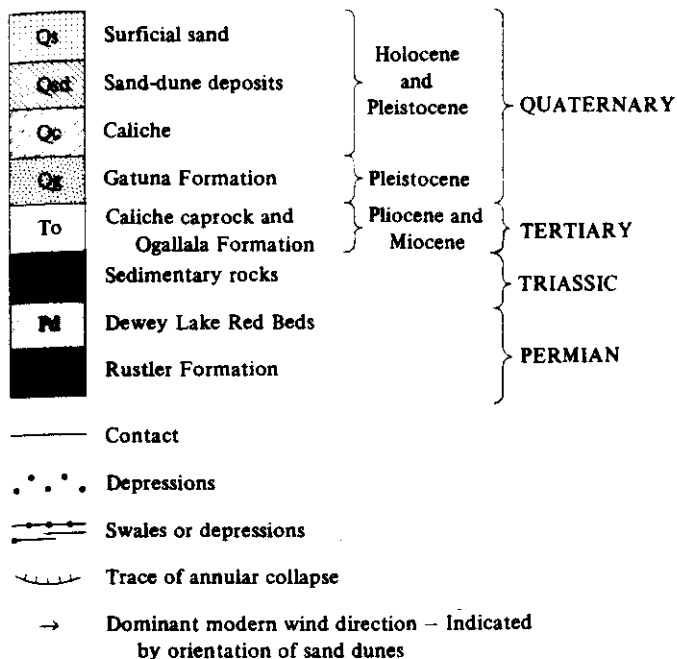 Qs Surficial sand
Qsd Sand-dune deposits
Qc Caliche
Holocene
and
Pleistocene
Qg Gatuna Formation
Pleistocene
QUATERNARY
To Caliche caprock and
Ogallala Formation
Pliocene and
Miocene
TERTIARY
Sedimentary rocks
TRIASSIC
Dewey Lake Red Beds
Rustler Formation
PERMIAN
Contact
Depressions
Swales or depressions
Trace of annular collapse
→ Dominant modern wind direction – Indicated
by orientation of sand dunes